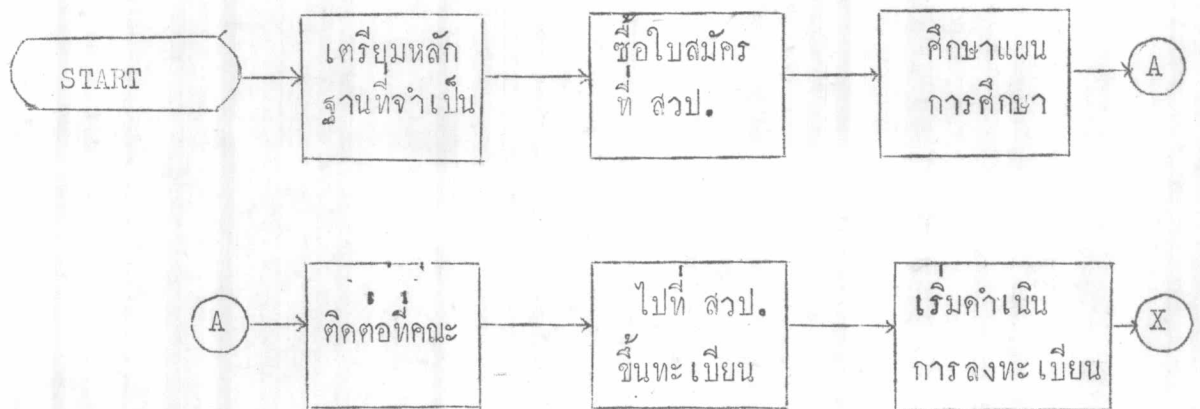 START
เตรียมหลัก
ฐานที่จำเป็น
ซื้อใบสมัคร
ที่ สวป.
ศึกษาแผน
การศึกษา
A
A
ติดต่อที่คณะ
ไปที่ สวป.
ขึ้นทะเบียน
เริ่มดำเนิน
การลงทะเบียน
X